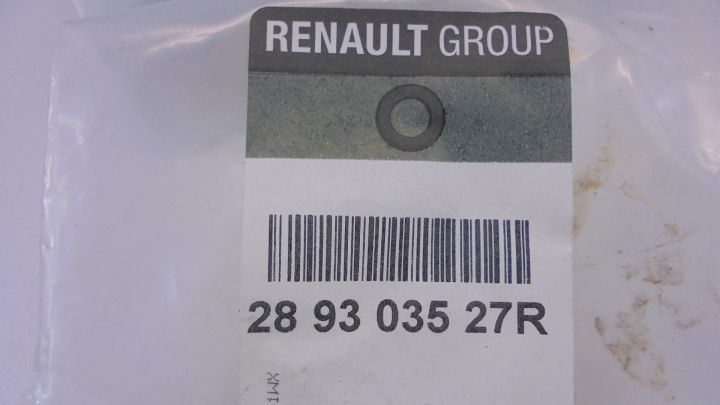 RENAULT GROUP
28 93 035 27R